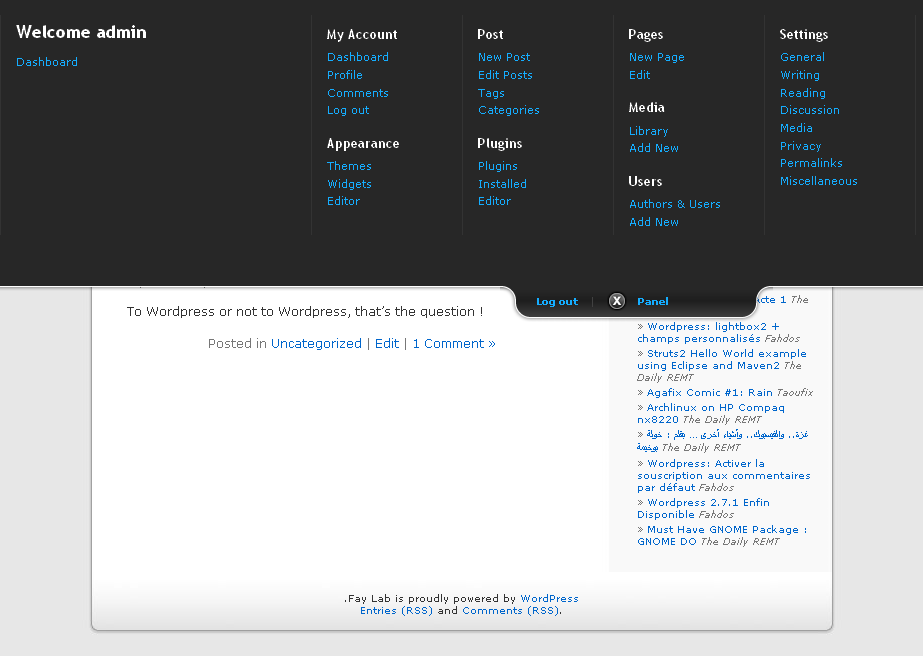 Welcome admin
Dashboard
My Account
Dashboard
Profile
Comments
Log out
Appearance
Themes
Widgets
Editor
Post
New Post
Edit Posts
Tags
Categories
Plugins
Plugins
Installed
Editor
Pages
New Page
Edit
Media
Library
Add New
Users
Authors & Users
Add New
Settings
General
Writing
Reading
Discussion
Media
Privacy
Permalinks
Miscellaneous
Log out | X Panel
To Wordpress or not to Wordpress, that's the question !
Posted in Uncategorized | Edit | 1 Comment »
cte 1 The
» Wordpress: lightbox2 +
champs personnalisés Fahdos
» Struts2 Hello World example
using Eclipse and Maven2 The
Daily REMT
» Agafix Comic #1: Rain Taoufix
» Archlinux on HP Compaq
nx8220 The Daily REMT
» غزة.. والفيسبوك.. وأشياء أخرى ... بقلم : خولة
بوخيمة The Daily REMT
» Wordpress: Activer la
souscription aux commentaires
par défaut Fahdos
» Wordpress 2.7.1 Enfin
Disponible Fahdos
» Must Have GNOME Package :
GNOME DO The Daily REMT
.Fay Lab is proudly powered by WordPress
Entries (RSS) and Comments (RSS).